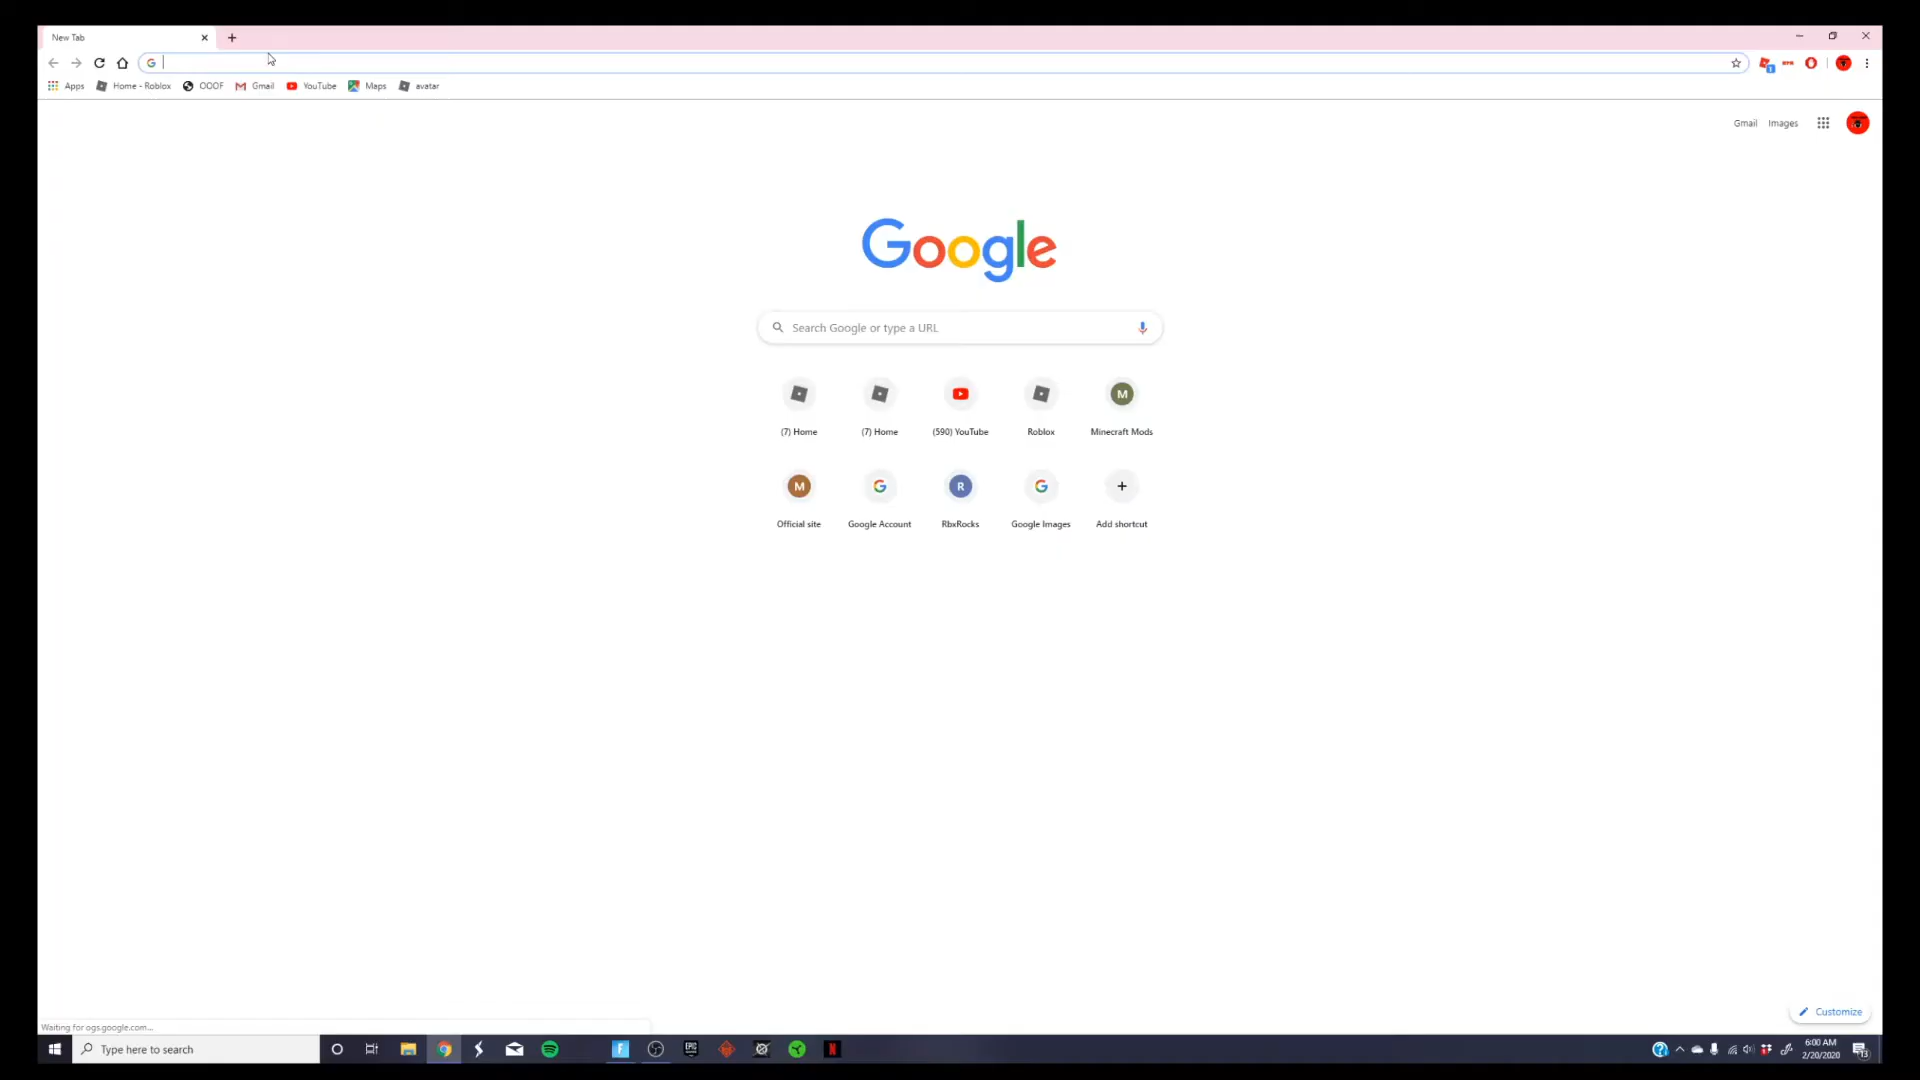 New Tab
Apps Home - Roblox OOOF Gmail YouTube Maps avatar
Gmail Images
Google
Search Google or type a URL
(7) Home (7) Home (590) YouTube Roblox Minecraft Mods
M
M G R G
Official site Google Account RbxRocks Google Images Add shortcut
Customize
Waiting for ogs.google.com...
Type here to search
EPIC
N
6:00 AM
2/20/2020
13